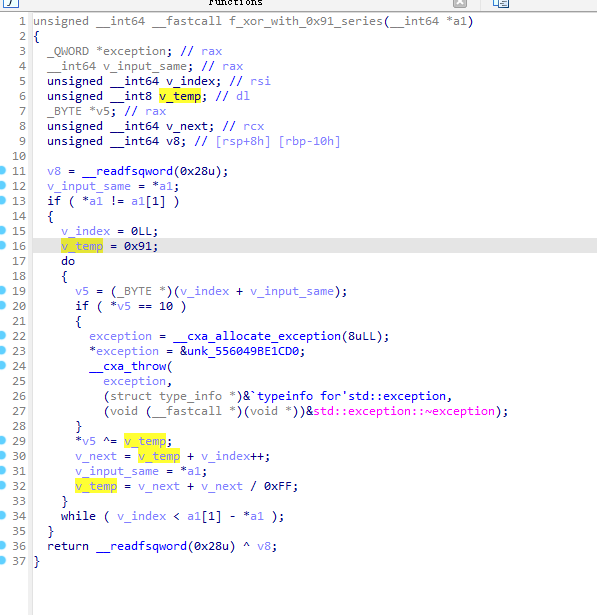 Functions
1 unsigned __int64 __fastcall f_xor_with_0x91_series(__int64 *a1)
2 {
3   _QWORD *exception; // rax
4   __int64 v_input_same; // rax
5   unsigned __int64 v_index; // rsi
6   unsigned __int8 v_temp; // dl
7   _BYTE *v5; // rax
8   unsigned __int64 v_next; // rcx
9   unsigned __int64 v8; // [rsp+8h] [rbp-10h]
10
11   v8 = __readfsqword(0x28u);
12   v_input_same = *a1;
13   if ( *a1 != a1[1] )
14   {
15     v_index = 0LL;
16     v_temp = 0x91;
17     do
18     {
19       v5 = (_BYTE *)(v_index + v_input_same);
20       if ( *v5 == 10 )
21       {
22         exception = __cxa_allocate_exception(8uLL);
23         *exception = &unk_556049BE1CD0;
24         __cxa_throw(
25           exception,
26           (struct type_info *)&`typeinfo for'std::exception,
27           (void (__fastcall *)(void *))&std::exception::~exception);
28       }
29       *v5 ^= v_temp;
30       v_next = v_temp + v_index++;
31       v_input_same = *a1;
32       v_temp = v_next + v_next / 0xFF;
33     }
34     while ( v_index < a1[1] - *a1 );
35   }
36   return __readfsqword(0x28u) ^ v8;
37 }